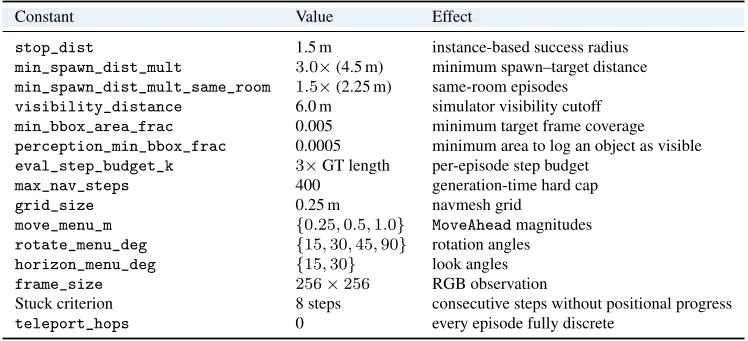 Constant Value Effect
stop_dist 1.5 m instance-based success radius
min_spawn_dist_mult 3.0× (4.5 m) minimum spawn–target distance
min_spawn_dist_mult_same_room 1.5× (2.25 m) same-room episodes
visibility_distance 6.0 m simulator visibility cutoff
min_bbox_area_frac 0.005 minimum target frame coverage
perception_min_bbox_frac 0.0005 minimum area to log an object as visible
eval_step_budget_k 3× GT length per-episode step budget
max_nav_steps 400 generation-time hard cap
grid_size 0.25 m navmesh grid
move_menu_m {0.25, 0.5, 1.0} MoveAhead magnitudes
rotate_menu_deg {15, 30, 45, 90} rotation angles
horizon_menu_deg {15, 30} look angles
frame_size 256 × 256 RGB observation
Stuck criterion 8 steps consecutive steps without positional progress
teleport_hops 0 every episode fully discrete